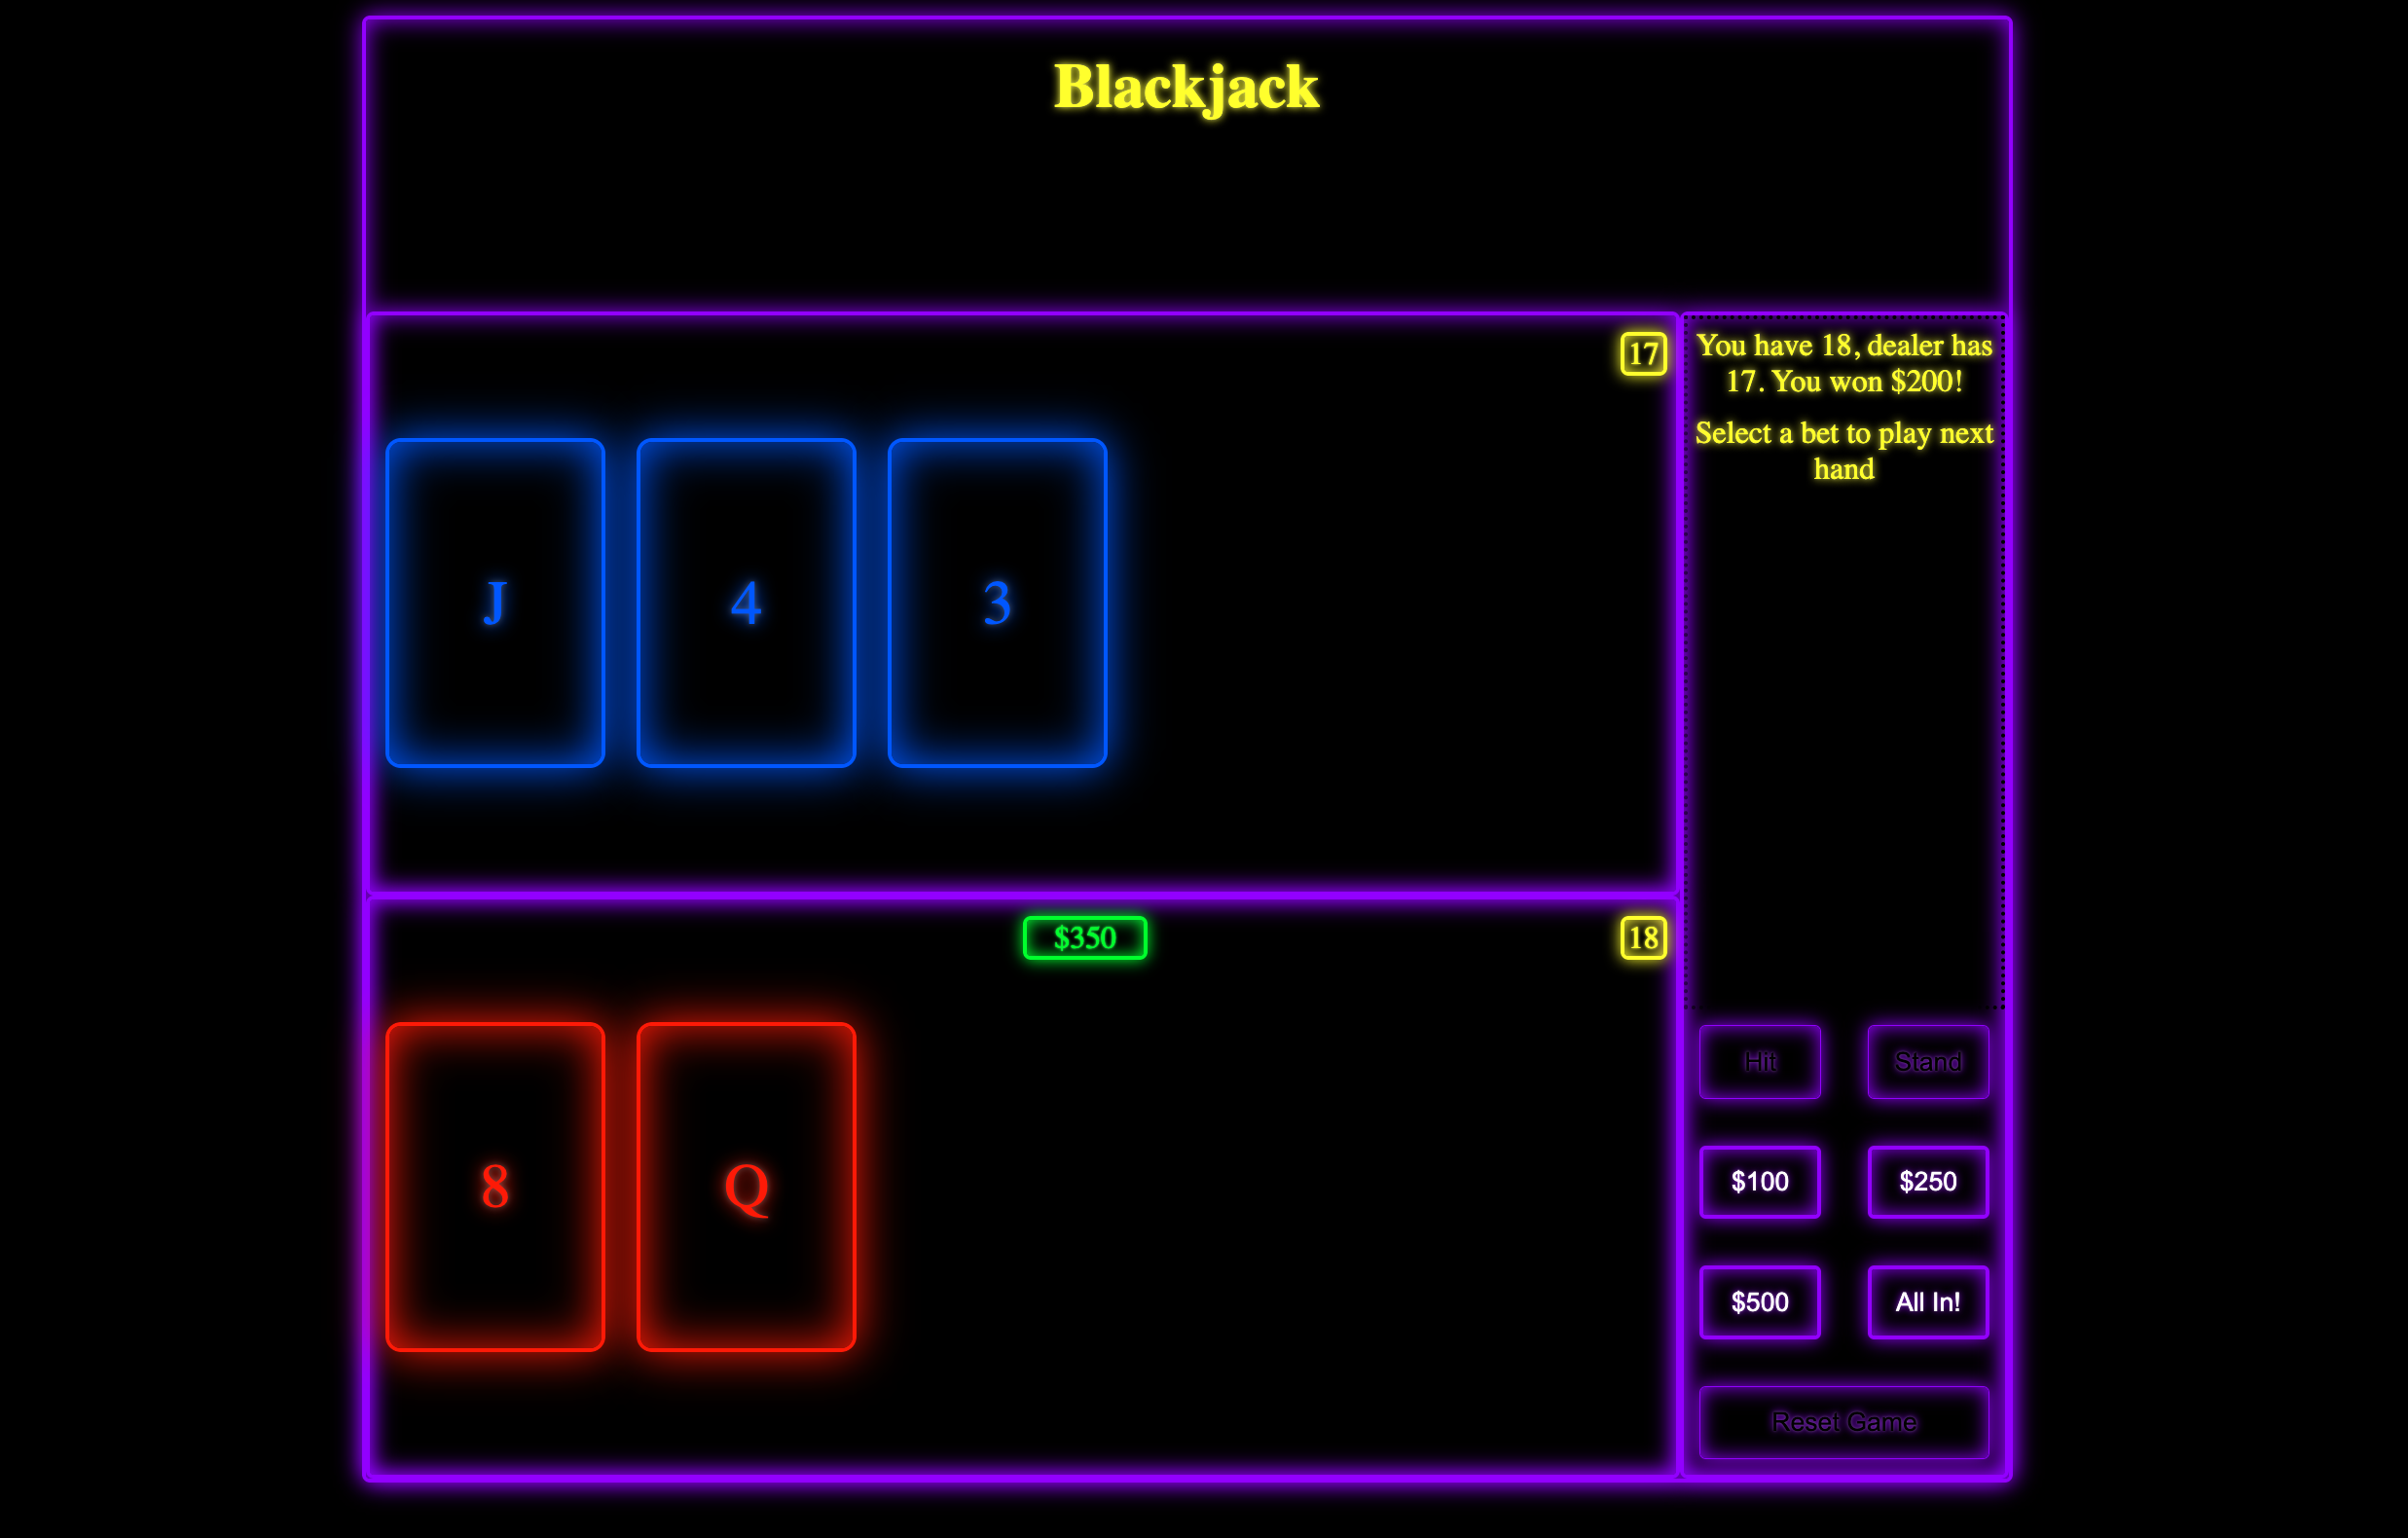 Blackjack
17
J
4
3
You have 18, dealer has
17. You won $200!
Select a bet to play next
hand
$350
18
8
Q
Hit
Stand
$100
$250
$500
All In!
Reset Game